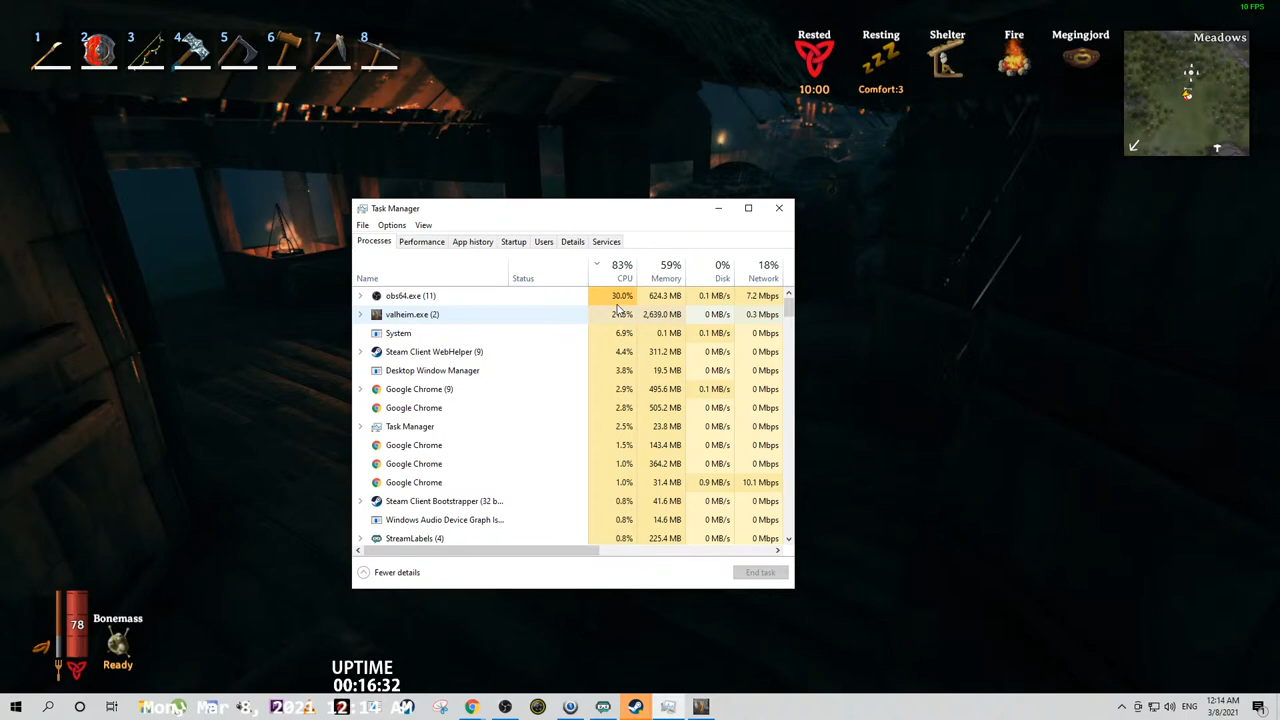 10 FPS
1 2 3 4 5 6 7 8
Rested Resting Shelter Fire Megingjord
10:00 Comfort:3
Meadows
Task Manager
File Options View
Processes Performance App history Startup Users Details Services
83% 59% 0% 18%
Name Status CPU Memory Disk Network
obs64.exe (11) 30.0% 624.3 MB 0.1 MB/s 7.2 Mbps
valheim.exe (2) 2,639.0 MB 0 MB/s 0.3 Mbps
System 6.9% 0.1 MB 0.1 MB/s 0 Mbps
Steam Client WebHelper (9) 4.4% 311.2 MB 0 MB/s 0 Mbps
Desktop Window Manager 3.8% 19.5 MB 0 MB/s 0 Mbps
Google Chrome (9) 2.9% 495.6 MB 0.1 MB/s 0 Mbps
Google Chrome 2.8% 505.2 MB 0 MB/s 0 Mbps
Task Manager 2.5% 23.8 MB 0 MB/s 0 Mbps
Google Chrome 1.5% 143.4 MB 0 MB/s 0 Mbps
Google Chrome 1.0% 364.2 MB 0 MB/s 0 Mbps
Google Chrome 1.0% 31.4 MB 0.9 MB/s 10.1 Mbps
Steam Client Bootstrapper (32 b... 0.8% 41.6 MB 0 MB/s 0 Mbps
Windows Audio Device Graph Is... 0.8% 14.6 MB 0 MB/s 0 Mbps
StreamLabels (4) 0.8% 225.4 MB 0 MB/s 0 Mbps
Fewer details End task
78
Bonemass
Ready
UPTIME
00:16:32
Mon, Mar 8, 2021 12:14 AM
ENG
12:14 AM
3/8/2021